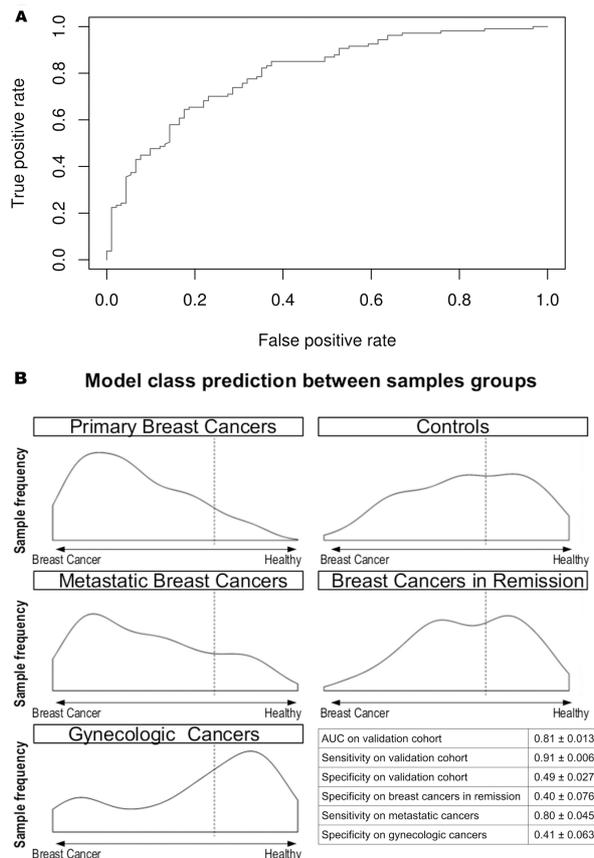 A
True positive rate
1.0
0.8
0.6
0.4
0.2
0.0
0.0 0.2 0.4 0.6 0.8 1.0
False positive rate
B
Model class prediction between samples groups
Primary Breast Cancers
Sample frequency
Breast Cancer Healthy
Controls
Breast Cancer Healthy
Metastatic Breast Cancers
Sample frequency
Breast Cancer Healthy
Breast Cancers in Remission
Breast Cancer Healthy
Gynecologic Cancers
Sample frequency
Breast Cancer Healthy
AUC on validation cohort 0.81 ± 0.013
Sensitivity on validation cohort 0.91 ± 0.006
Specificity on validation cohort 0.49 ± 0.027
Specificity on breast cancers in remission 0.40 ± 0.076
Sensitivity on metastatic cancers 0.80 ± 0.045
Specificity on gynecologic cancers 0.41 ± 0.063